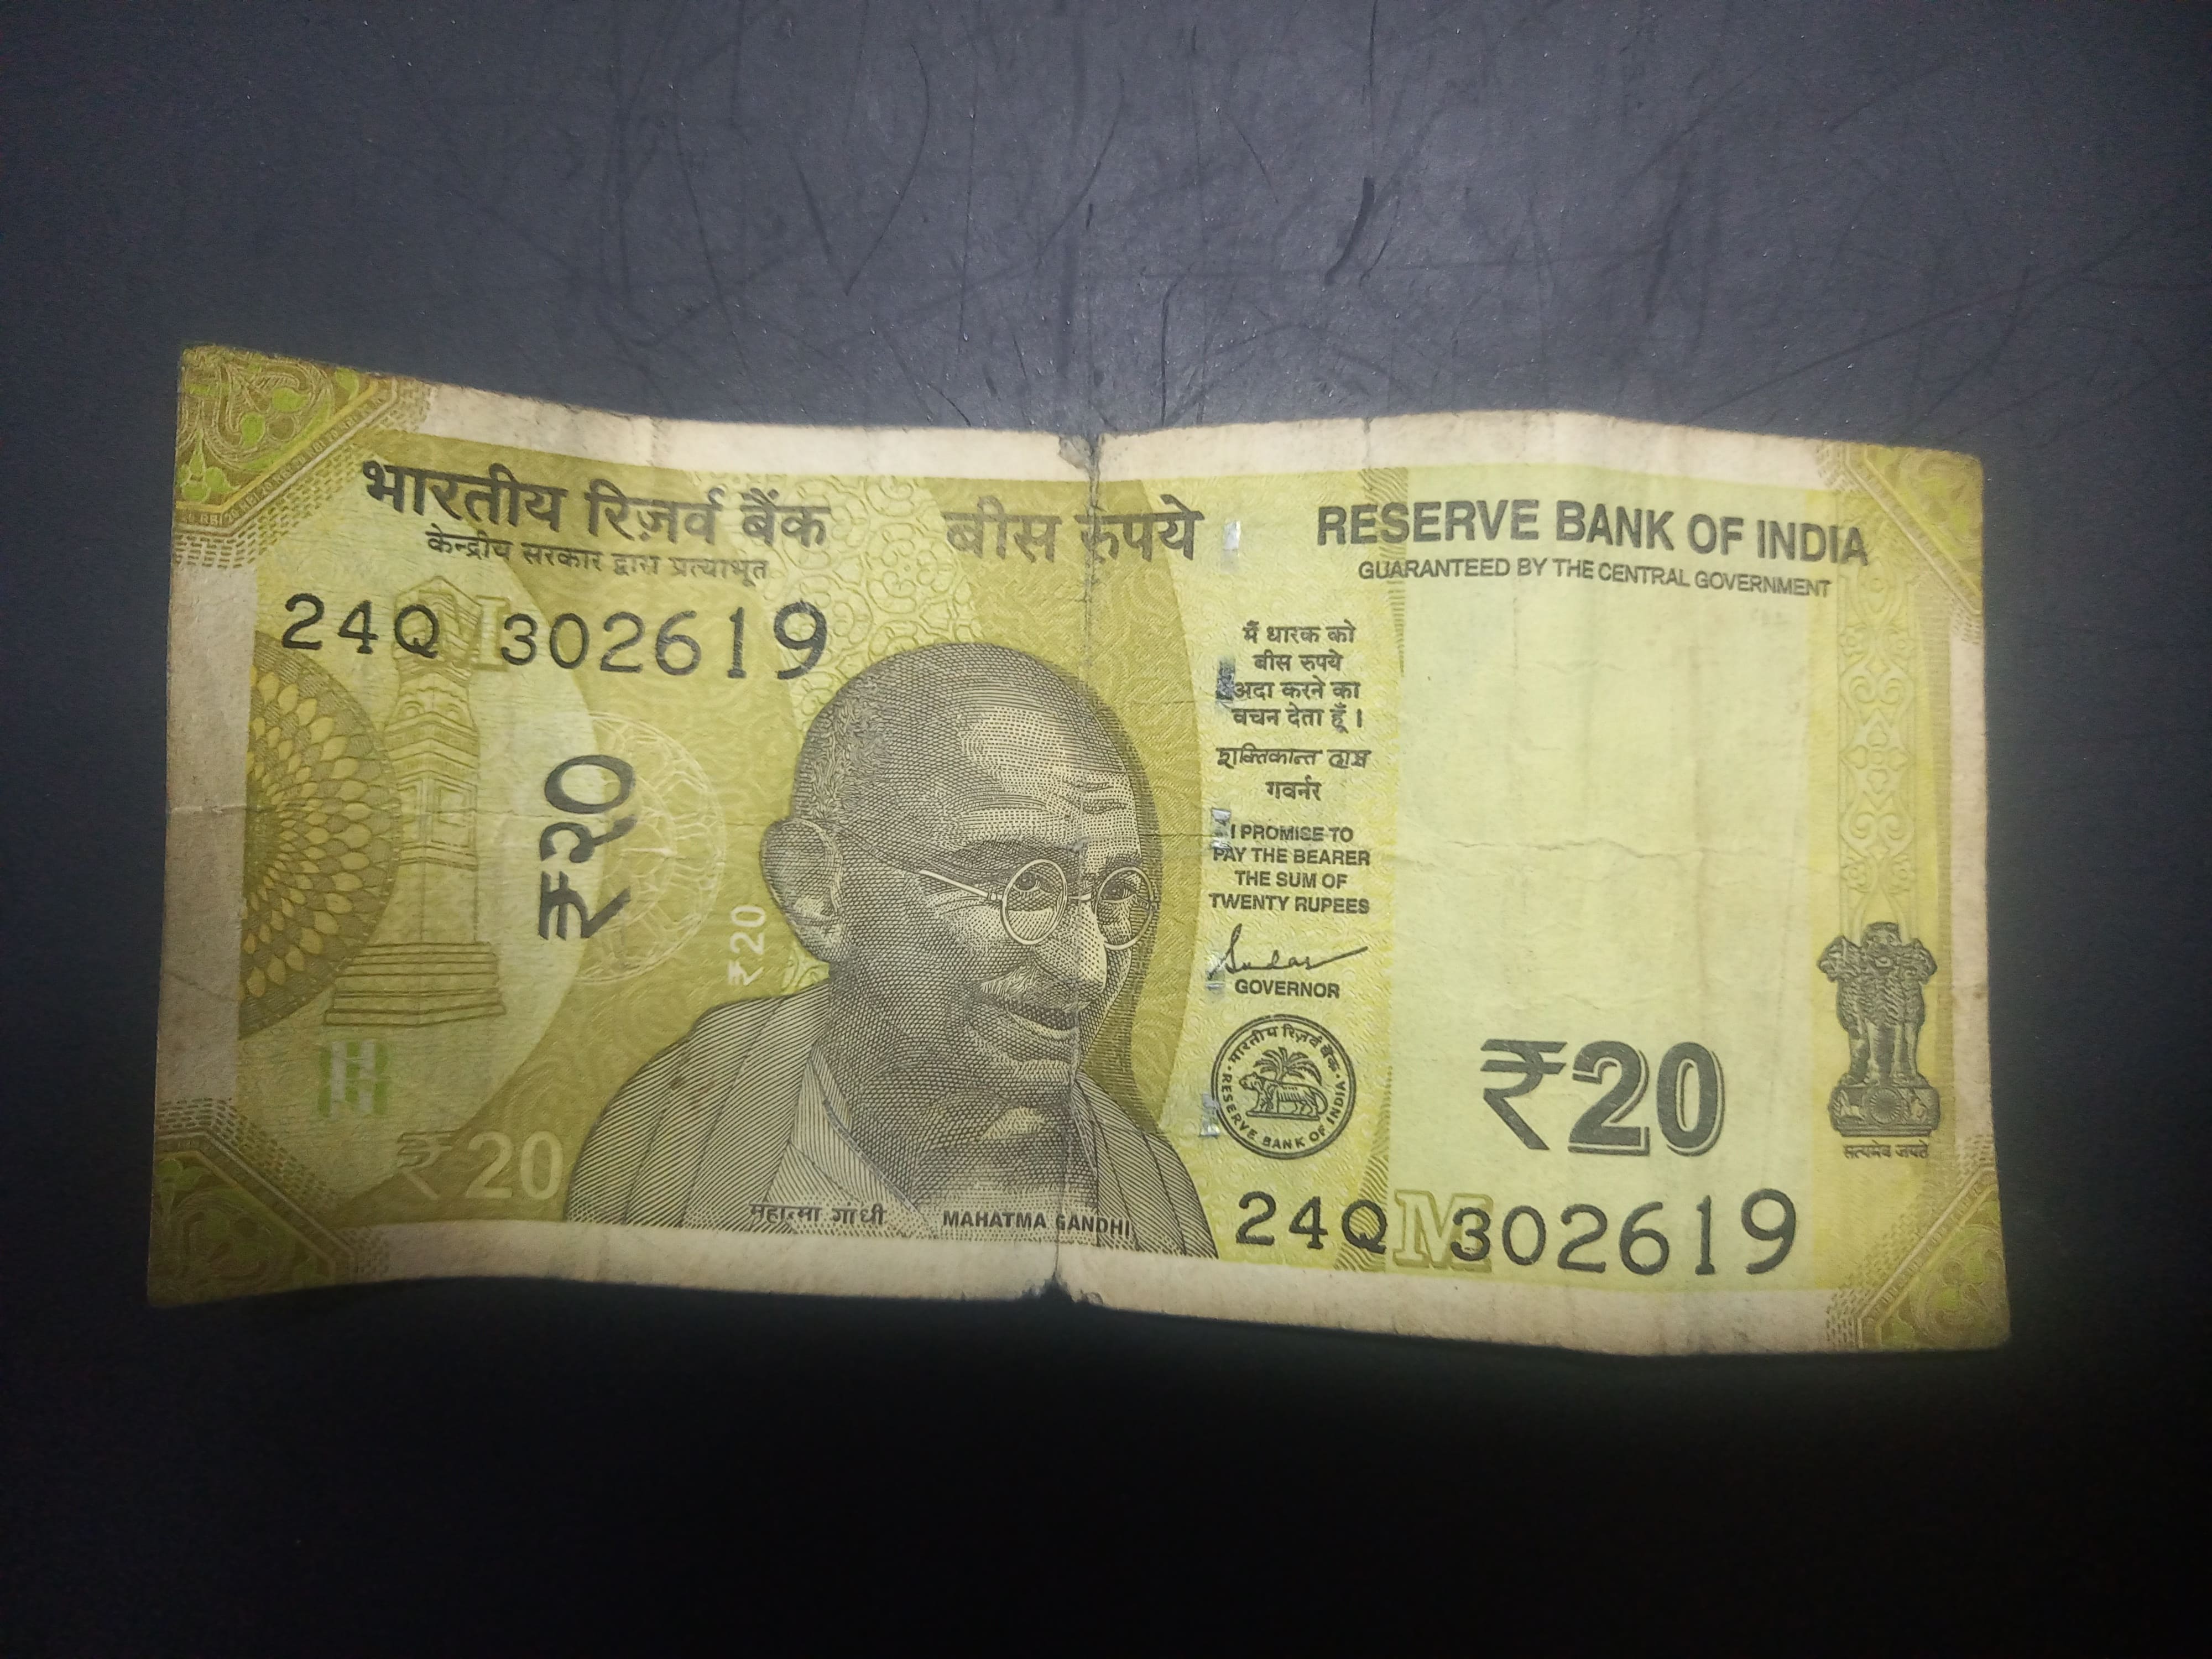 भारतीय रिज़र्व बैंक
केन्द्रीय सरकार द्वारा प्रत्याभूत
24Q 302619
बीस रुपये
RESERVE BANK OF INDIA
GUARANTEED BY THE CENTRAL GOVERNMENT
₹२०
₹20
₹20
महात्मा गांधी
MAHATMA GANDHI
मैं धारक को
बीस रुपये
अदा करने का
वचन देता हूँ।
शक्तिकान्त दास
गवर्नर
I PROMISE TO
PAY THE BEARER
THE SUM OF
TWENTY RUPEES
GOVERNOR
भारतीय रिज़र्व बैंक
RESERVE BANK OF INDIA
₹20
सत्यमेव जयते
24Q M302619